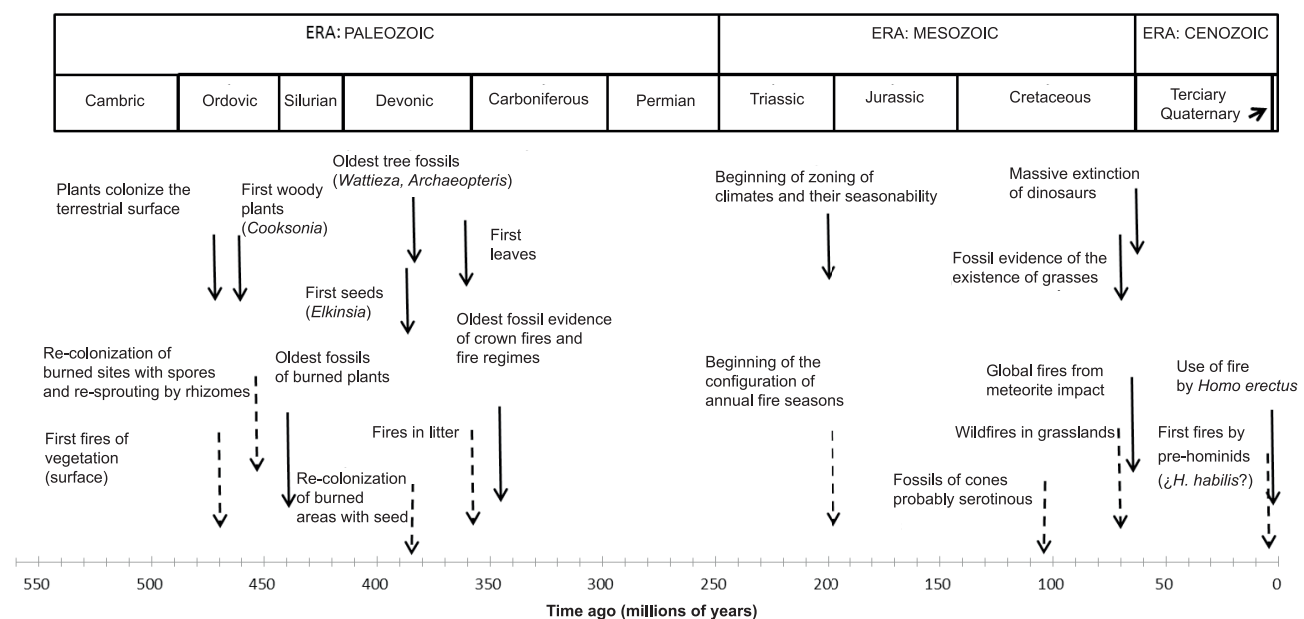 ERA: PALEOZOIC
ERA: MESOZOIC
ERA: CENOZOIC
Cambric
Ordovic
Silurian
Devonic
Carboniferous
Permian
Triassic
Jurassic
Cretaceous
Terciary
Quaternary
Plants colonize the
terrestrial surface
First woody
plants
(Cooksonia)
Oldest tree fossils
(Wattieza, Archaeopteris)
First
leaves
First seeds
(Elkinsia)
Beginning of zoning of
climates and their seasonability
Massive extinction
of dinosaurs
Fossil evidence of the
existence of grasses
Re-colonization of
burned sites with spores
and re-sprouting by rhizomes
Oldest fossils
of burned plants
Oldest fossil evidence
of crown fires and
fire regimes
Beginning of the
configuration of
annual fire seasons
Global fires from
meteorite impact
Use of fire
by Homo erectus
First fires of
vegetation
(surface)
Fires in litter
Re-colonization
of burned
areas with seed
Wildfires in grasslands
Fossils of cones
probably serotinous
First fires by
pre-hominids
(¿H. habilis?)
550 500 450 400 350 300 250 200 150 100 50 0
Time ago (millions of years)